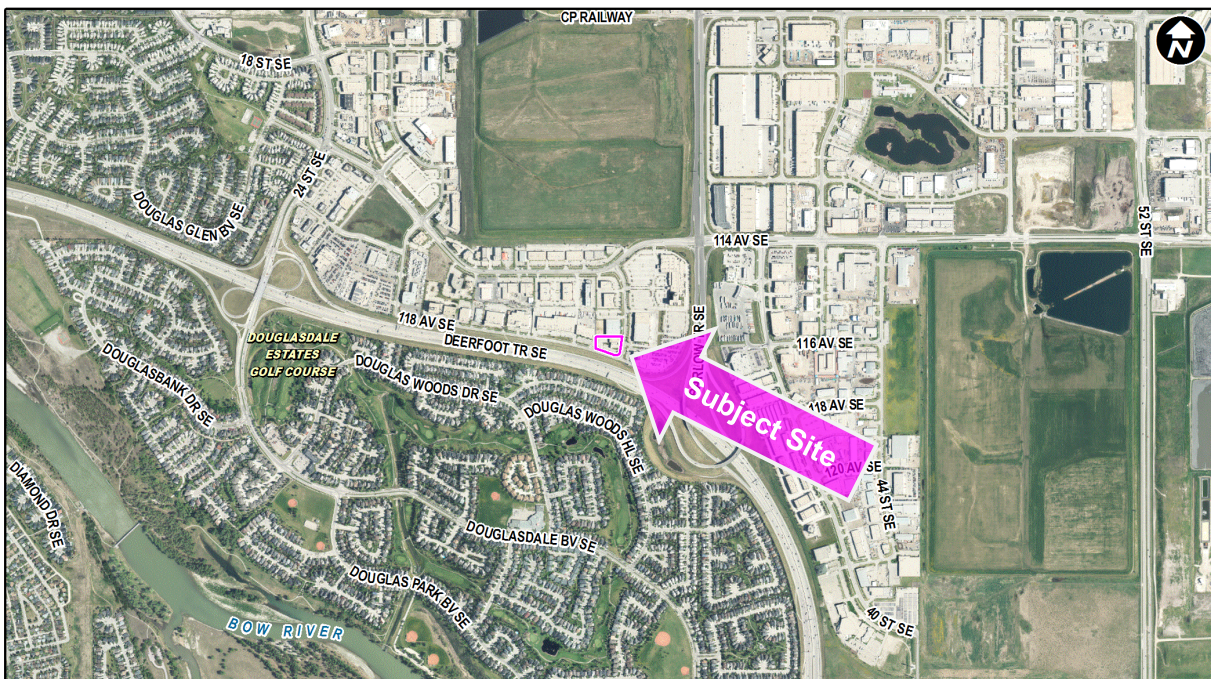 CP RAILWAY
N
18 ST SE
24 ST SE
DOUGLAS GLEN BV SE
52 ST SE
114 AV SE
118 AV SE
DEERFOOT TR SE
116 AV SE
DOUGLASDALE
ESTATES
GOLF COURSE
DOUGLASBANK DR SE
DOUGLAS WOODS DR SE
DOUGLAS WOODS HL SE
Subject Site
118 AV SE
120 AV SE
44 ST SE
DIAMOND DR SE
DOUGLASDALE BV SE
DOUGLAS PARK BV SE
40 ST SE
BOW RIVER